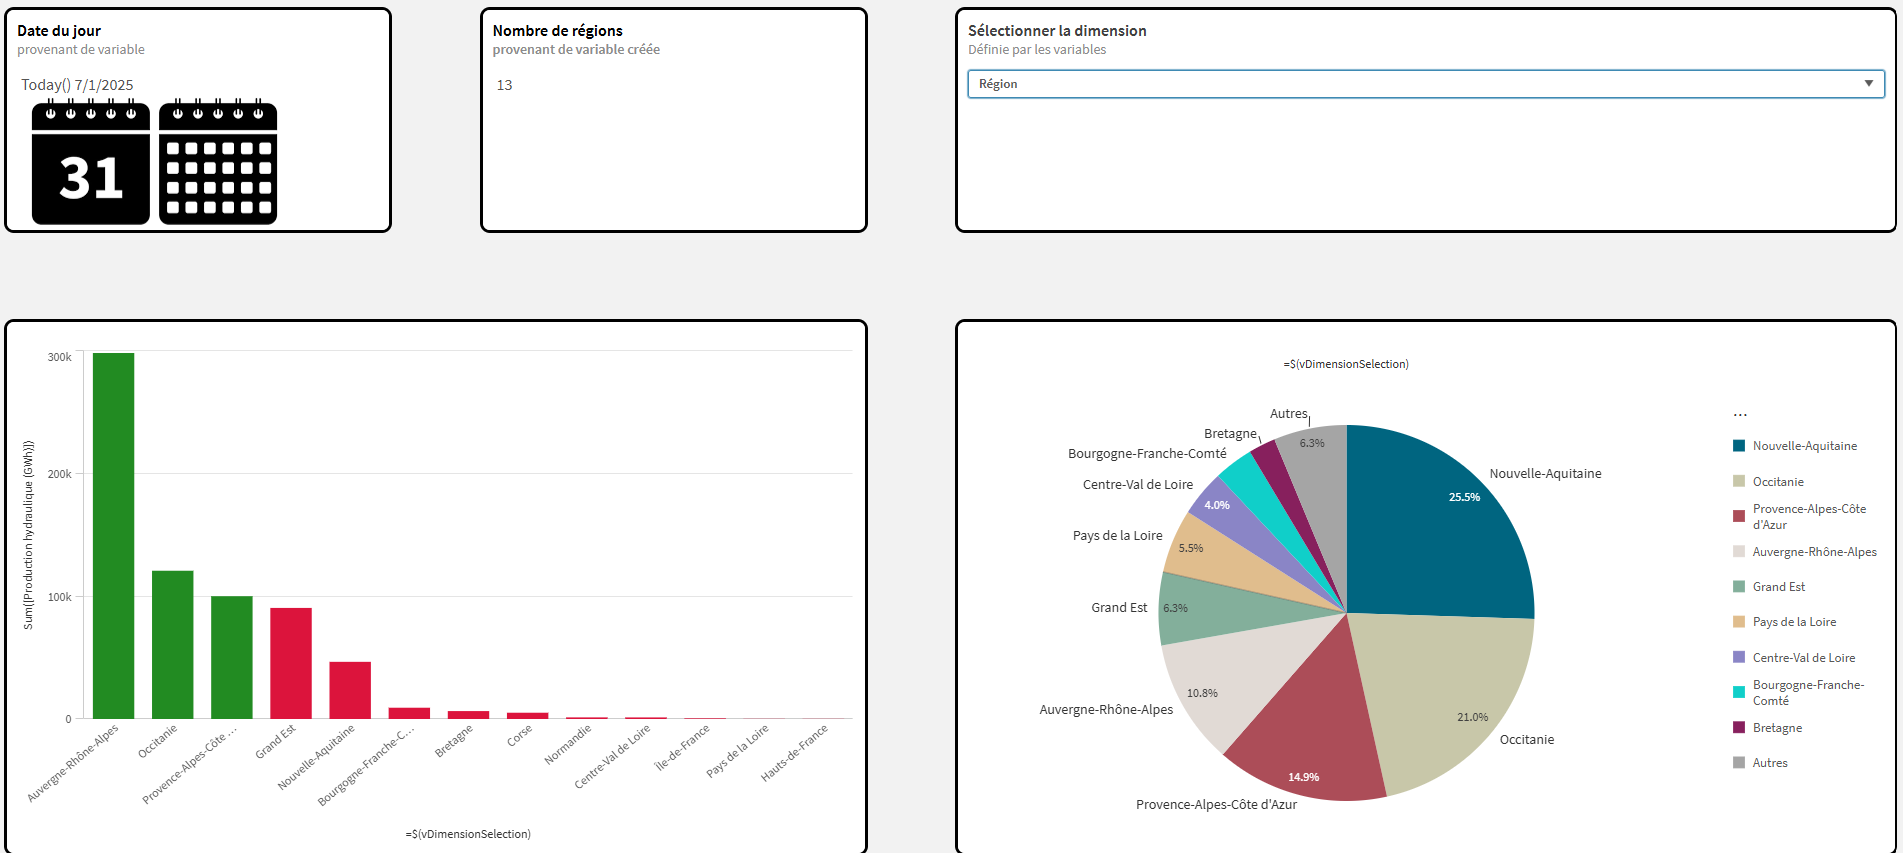 Date du jour
provenant de variable
Today() 7/1/2025
31
Nombre de régions
provenant de variable créée
13
Sélectionner la dimension
Définie par les variables
Région
300k
200k
100k
0
Sum([Production hydraulique (GWh)])
Auvergne-Rhône-Alpes
Occitanie
Provence-Alpes-Côte …
Grand Est
Nouvelle-Aquitaine
Bourgogne-Franche-C…
Bretagne
Corse
Normandie
Centre-Val de Loire
Île-de-France
Pays de la Loire
Hauts-de-France
=$(vDimensionSelection)
=$(vDimensionSelection)
Autres
6.3%
Bretagne
Bourgogne-Franche-Comté
Centre-Val de Loire
4.0%
Pays de la Loire
5.5%
Grand Est
6.3%
Auvergne-Rhône-Alpes
10.8%
Provence-Alpes-Côte d'Azur
14.9%
Occitanie
21.0%
Nouvelle-Aquitaine
25.5%
...
Nouvelle-Aquitaine
Occitanie
Provence-Alpes-Côte
d'Azur
Auvergne-Rhône-Alpes
Grand Est
Pays de la Loire
Centre-Val de Loire
Bourgogne-Franche-
Comté
Bretagne
Autres